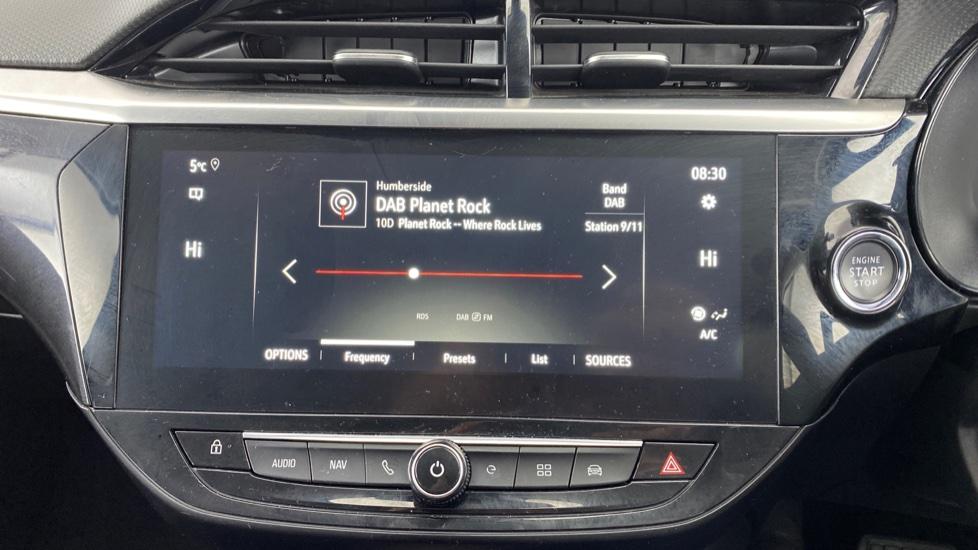 5°C
08:30
Humberside
DAB Planet Rock
10D Planet Rock -- Where Rock Lives
Band
DAB
Station 9/11
Hi
Hi
ENGINE
START
STOP
RDS
DAB FM
A/C
OPTIONS
Frequency
Presets
List
SOURCES
AUDIO
NAV